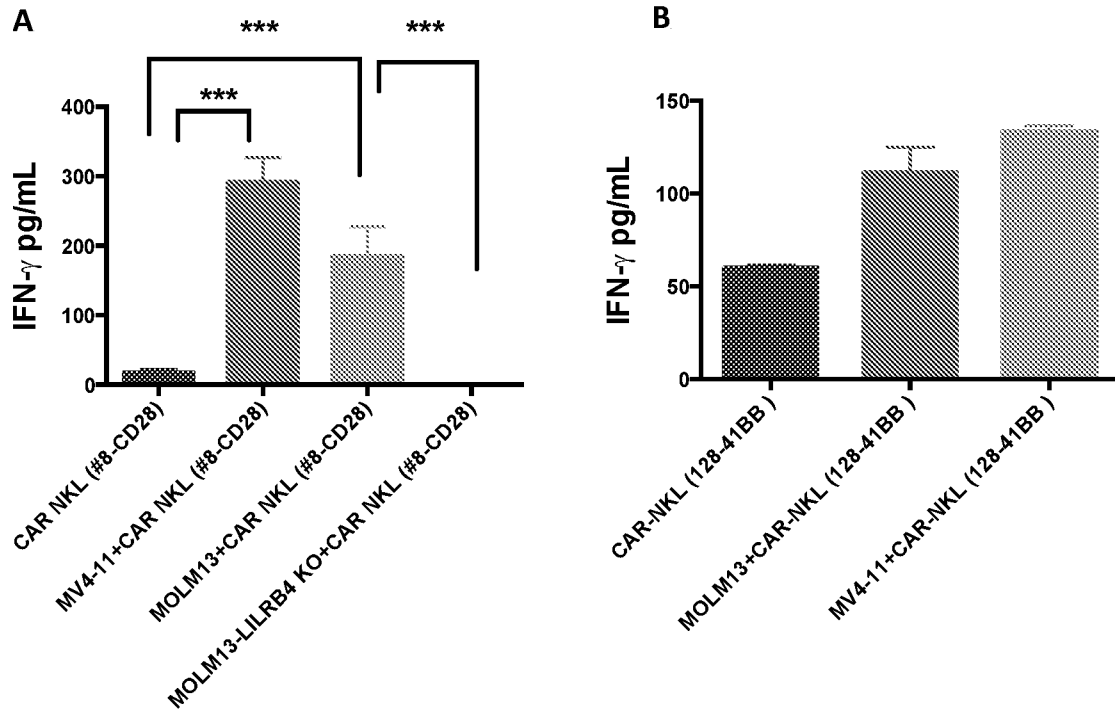 A
***
***
***
400
300
200
100
0
IFN-γ pg/mL
CAR NKL (#8-CD28)
MV4-11+CAR NKL (#8-CD28)
MOLM13+CAR NKL (#8-CD28)
MOLM13-LILRB4 KO+CAR NKL (#8-CD28)
B
150
100
50
0
IFN-γ pg/mL
CAR-NKL (128-41BB )
MOLM13+CAR-NKL (128-41BB )
MV4-11+CAR-NKL (128-41BB )